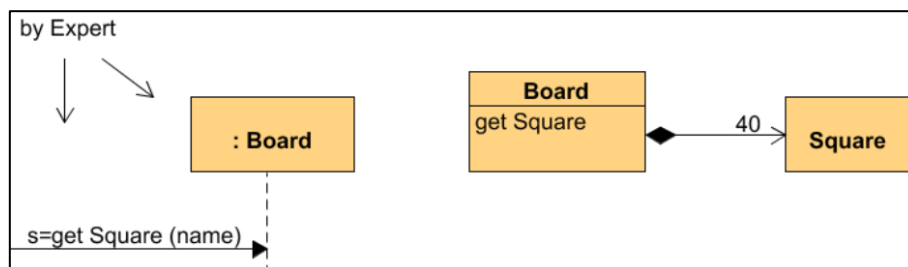 by Expert
: Board
s=get Square (name)
Board
get Square
40
Square